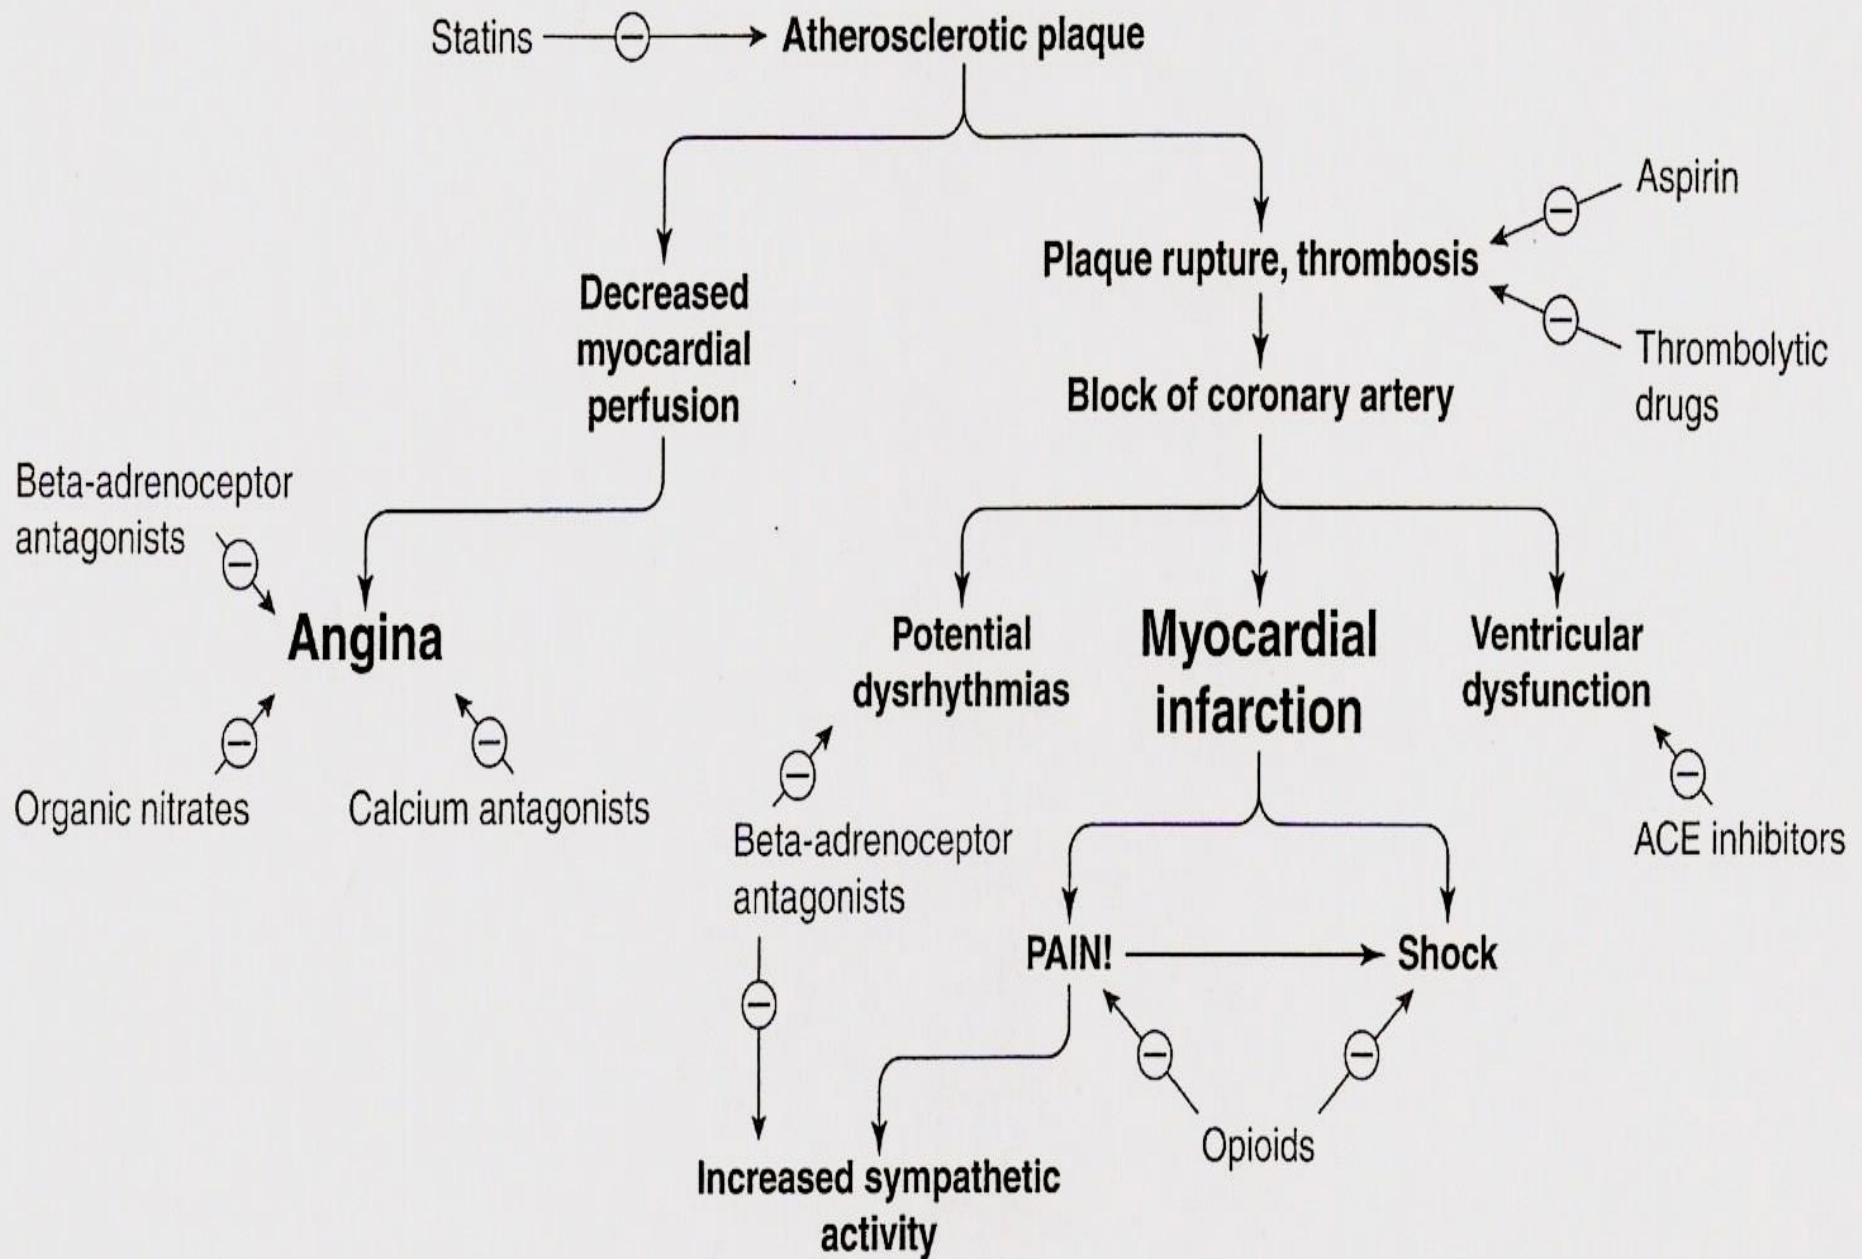 Statins
Atherosclerotic plaque
Aspirin
Plaque rupture, thrombosis
Decreased
myocardial
perfusion
Thrombolytic
drugs
Block of coronary artery
Beta-adrenoceptor
antagonists
Angina
Organic nitrates
Calcium antagonists
Potential
dysrhythmias
Myocardial
infarction
Ventricular
dysfunction
Beta-adrenoceptor
antagonists
ACE inhibitors
PAIN!
Shock
Opioids
Increased sympathetic
activity